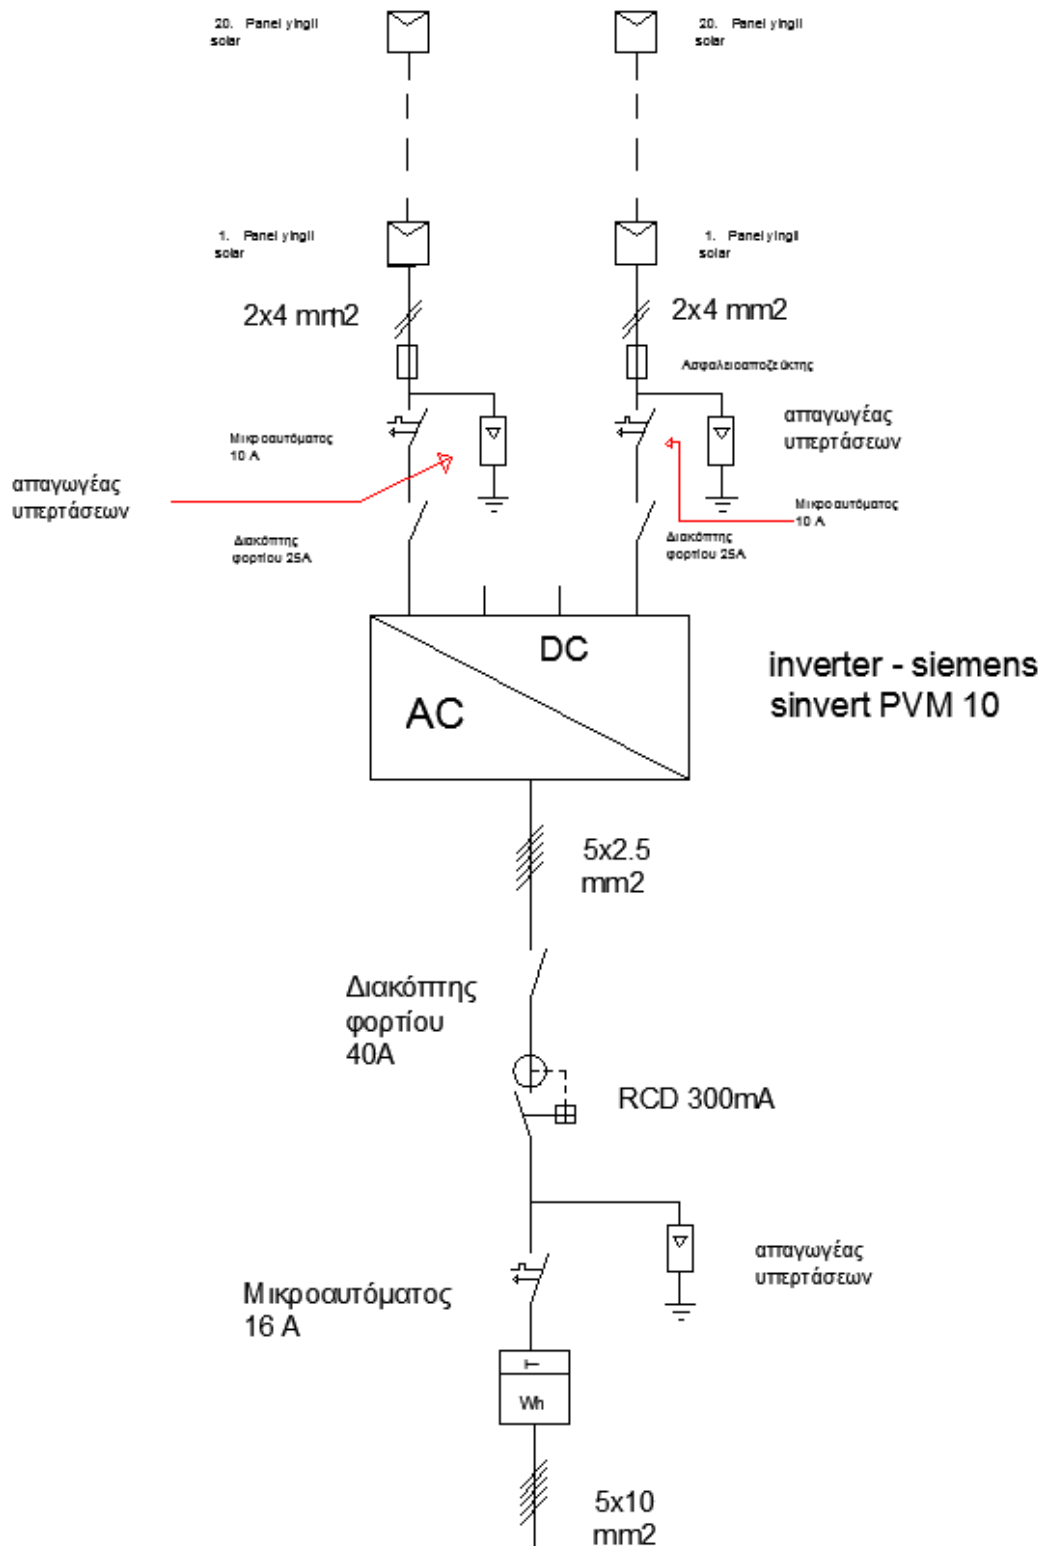 20. Panel yingli
solar
20. Panel yingli
solar
1. Panel yingli
solar
1. Panel yingli
solar
2x4 mm2
2x4 mm2
Ασφαλειοαποζεύκτης
απαγωγέας
υπερτάσεων
Μικροαυτόματος
10 A
απαγωγέας
υπερτάσεων
Μικροαυτόματος
10 A
Διακόπτης
φορτίου 25A
Διακόπτης
φορτίου 25A
DC
AC
inverter - siemens
sinvert PVM 10
5x2.5
mm2
Διακόπτης
φορτίου
40A
RCD 300mA
απαγωγέας
υπερτάσεων
Μικροαυτόματος
16 A
Wh
5x10
mm2